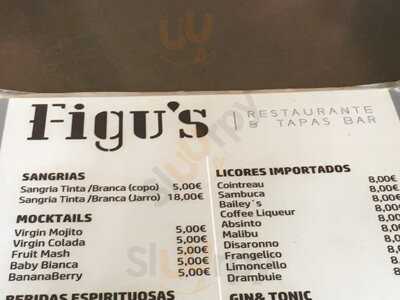 Figu's | RESTAURANTE
& TAPAS BAR
SANGRIAS
Sangria Tinta /Branca (copo) 5,00€
Sangria Tinta /Branca (Jarro) 18,00€
MOCKTAILS
Virgin Mojito 5,00€
Virgin Colada 5,00€
Fruit Mash 5,00€
Baby Bianca 5,00€
BananaBerry 5,00€
BEBIDAS ESPIRITUOSAS
LICORES IMPORTADOS
Cointreau 8,00€
Sambuca 8,00€
Bailey´s 8,00€
Coffee Liqueur 8,00€
Absinto 8,00€
Malibu 8,00
Disaronno 8,00
Frangelico 8,0
Limoncello 8,
Drambuie 8
GIN& TONIC